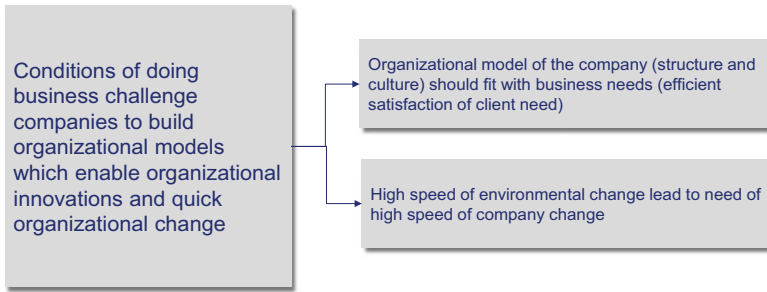 Conditions of doing
business challenge
companies to build
organizational models
which enable organizational
innovations and quick
organizational change
Organizational model of the company (structure and
culture) should fit with business needs (efficient
satisfaction of client need)
High speed of environmental change lead to need of
high speed of company change